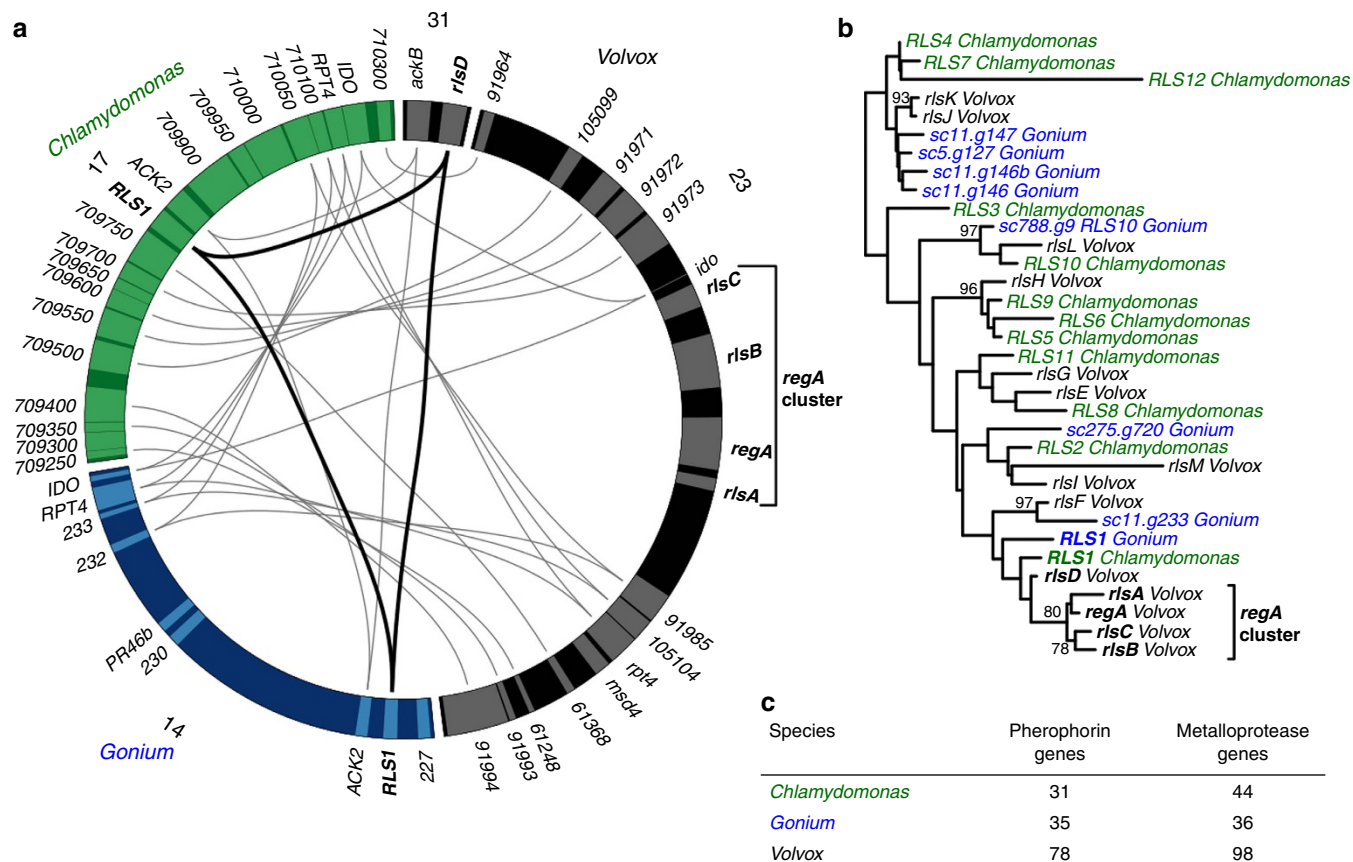 a
Chlamydomonas
17
709250
709300
709350
709400
709500
709550
709600
709650
709700
709750
RLS1
ACK2
709900
709950
710000
710050
710100
RPT4
IDO
710300
31
ackB
rlsD
Volvox
23
91964
105099
91971
91972
91973
ido
rlsC
rlsB
regA
rlsA
regA
cluster
91985
105104
rpt4
msd4
61368
61248
91993
91994
Gonium
14
227
RLS1
ACK2
230
PR46b
232
233
RPT4
IDO
b
RLS4 Chlamydomonas
RLS7 Chlamydomonas
RLS12 Chlamydomonas
93
rlsK Volvox
rlsJ Volvox
sc11.g147 Gonium
sc5.g127 Gonium
sc11.g146b Gonium
sc11.g146 Gonium
RLS3 Chlamydomonas
97
sc788.g9 RLS10 Gonium
rlsL Volvox
RLS10 Chlamydomonas
96
rlsH Volvox
RLS9 Chlamydomonas
RLS6 Chlamydomonas
RLS5 Chlamydomonas
RLS11 Chlamydomonas
rlsG Volvox
rlsE Volvox
RLS8 Chlamydomonas
sc275.g720 Gonium
RLS2 Chlamydomonas
rlsM Volvox
rlsI Volvox
97
rlsF Volvox
sc11.g233 Gonium
RLS1 Gonium
RLS1 Chlamydomonas
rlsD Volvox
rlsA Volvox
80
regA Volvox
rlsC Volvox
78
rlsB Volvox
regA
cluster
c
Species Pherophorin genes Metalloprotease genes
Chlamydomonas 31 44
Gonium 35 36
Volvox 78 98